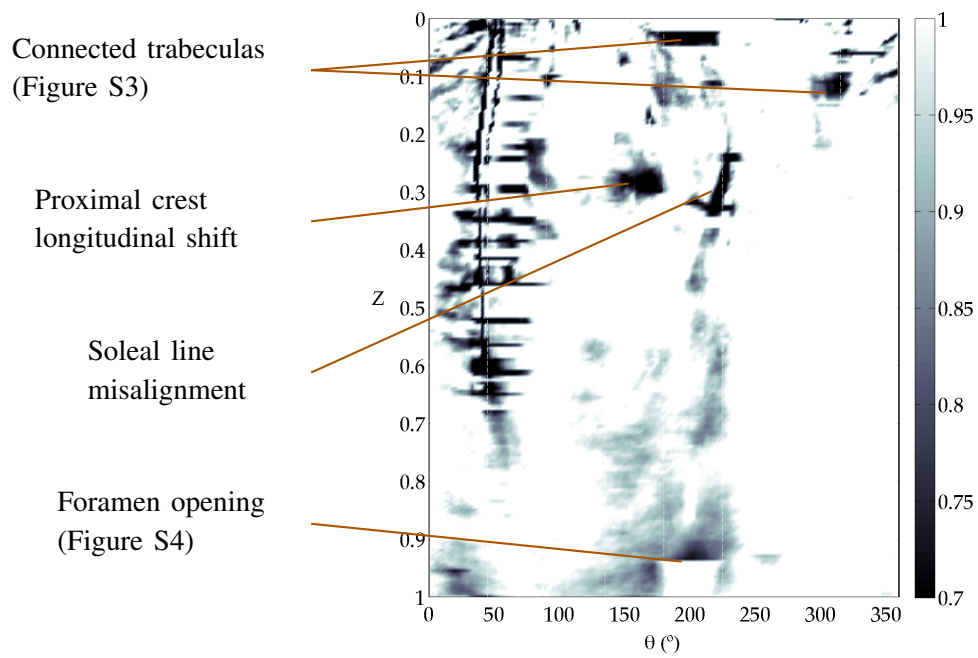 Connected trabeculas
(Figure S3)
Proximal crest
longitudinal shift
Soleal line
misalignment
Foramen opening
(Figure S4)
Z
0
0.1
0.2
0.3
0.4
0.5
0.6
0.7
0.8
0.9
1
0 50 100 150 200 250 300 350
θ (º)
1
0.95
0.9
0.85
0.8
0.75
0.7